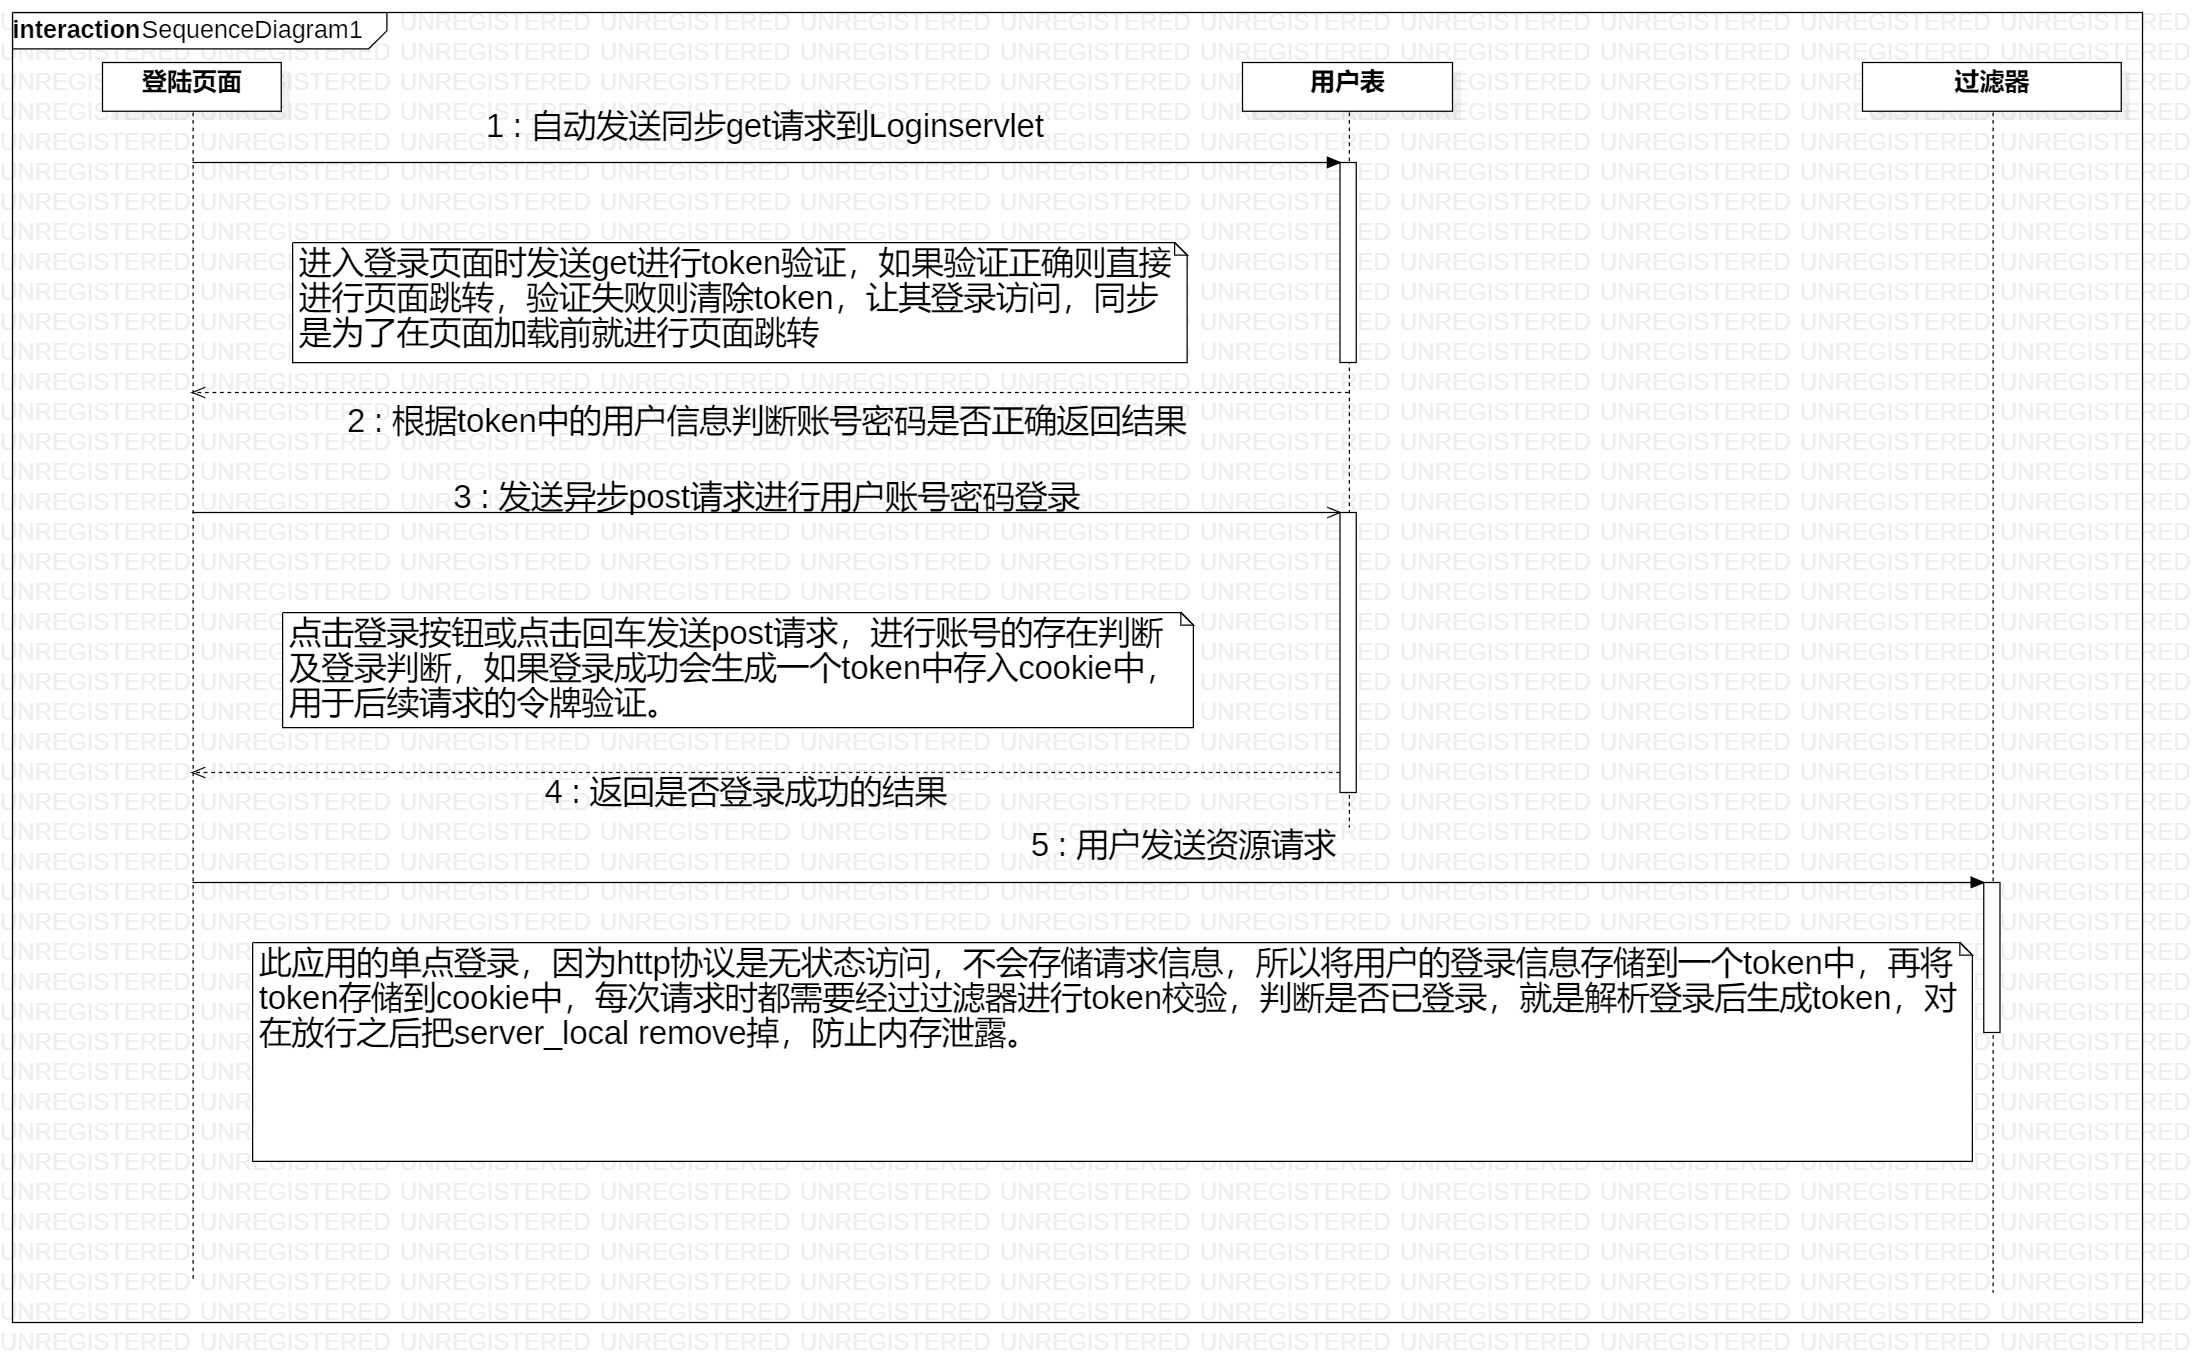 interaction SequenceDiagram1
登陆页面
用户表
过滤器
1 : 自动发送同步get请求到Loginservlet
进入登录页面时发送get进行token验证，如果验证正确则直接
进行页面跳转，验证失败则清除token，让其登录访问，同步
是为了在页面加载前就进行页面跳转
2 : 根据token中的用户信息判断账号密码是否正确返回结果
3 : 发送异步post请求进行用户账号密码登录
点击登录按钮或点击回车发送post请求，进行账号的存在判断
及登录判断，如果登录成功会生成一个token中存入cookie中，
用于后续请求的令牌验证。
4 : 返回是否登录成功的结果
5 : 用户发送资源请求
此应用的单点登录，因为http协议是无状态访问，不会存储请求信息，所以将用户的登录信息存储到一个token中，再将
token存储到cookie中，每次请求时都需要经过过滤器进行token校验，判断是否已登录，就是解析登录后生成token，对
在放行之后把server_local remove掉，防止内存泄露。
UNREGISTERED